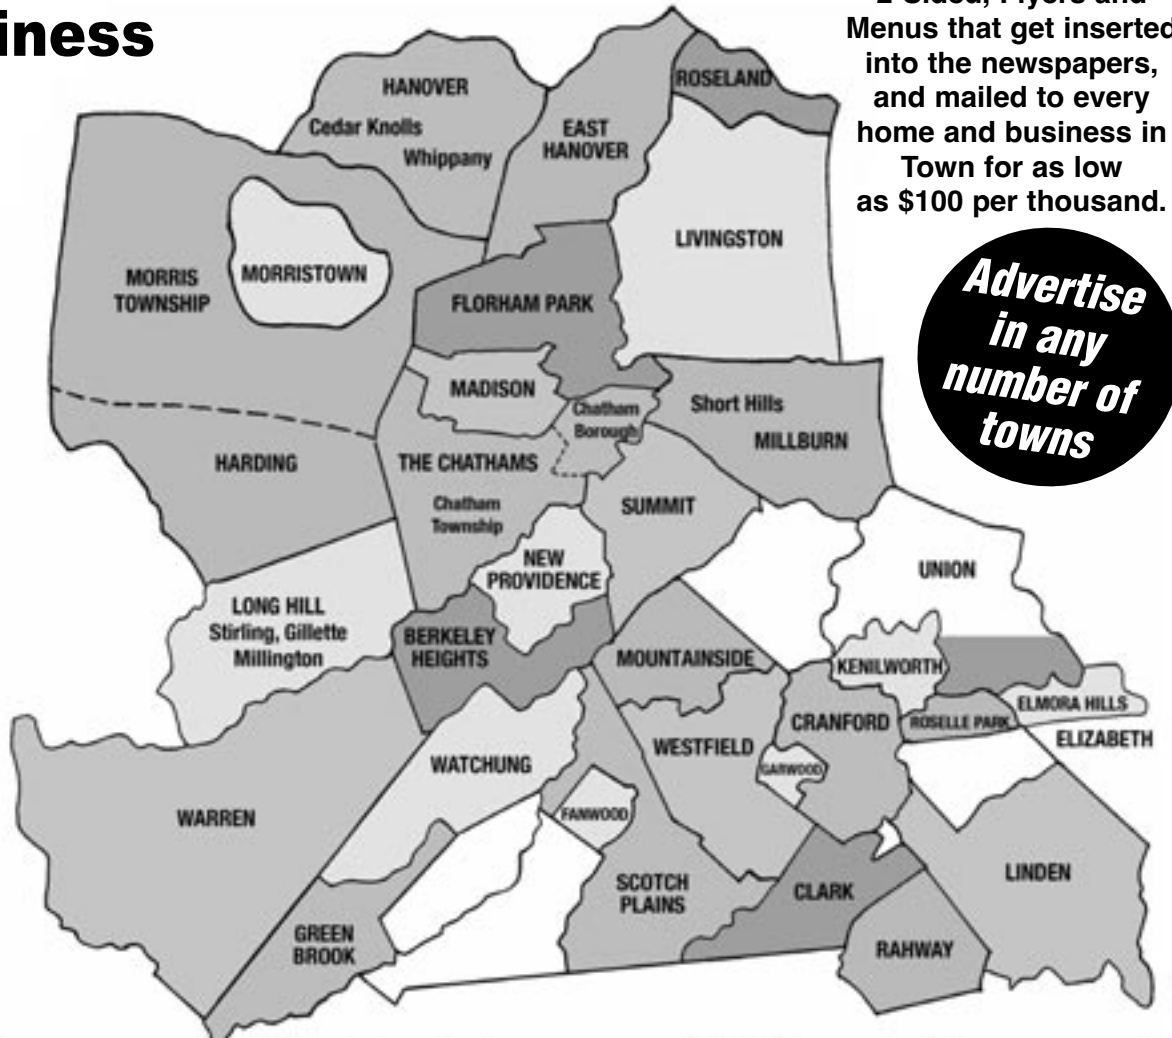 iness
Menus that get inserted
into the newspapers,
and mailed to every
home and business in
Town for as low
as $100 per thousand.
Advertise
in any
number of
towns
HANOVER
Cedar Knolls
Whippany
EAST
HANOVER
ROSELAND
LIVINGSTON
MORRIS
TOWNSHIP
MORRISTOWN
FLORHAM PARK
MADISON
Chatham
Borough
Short Hills
MILLBURN
HARDING
THE CHATHAMS
Chatham
Township
SUMMIT
NEW
PROVIDENCE
UNION
LONG HILL
Stirling, Gillette
Millington
BERKELEY
HEIGHTS
MOUNTAINSIDE
KENILWORTH
ELMORA HILLS
ROSELLE PARK
CRANFORD
ELIZABETH
WESTFIELD
GARWOOD
WATCHUNG
WARREN
FANWOOD
SCOTCH
PLAINS
CLARK
LINDEN
GREEN
BROOK
RAHWAY